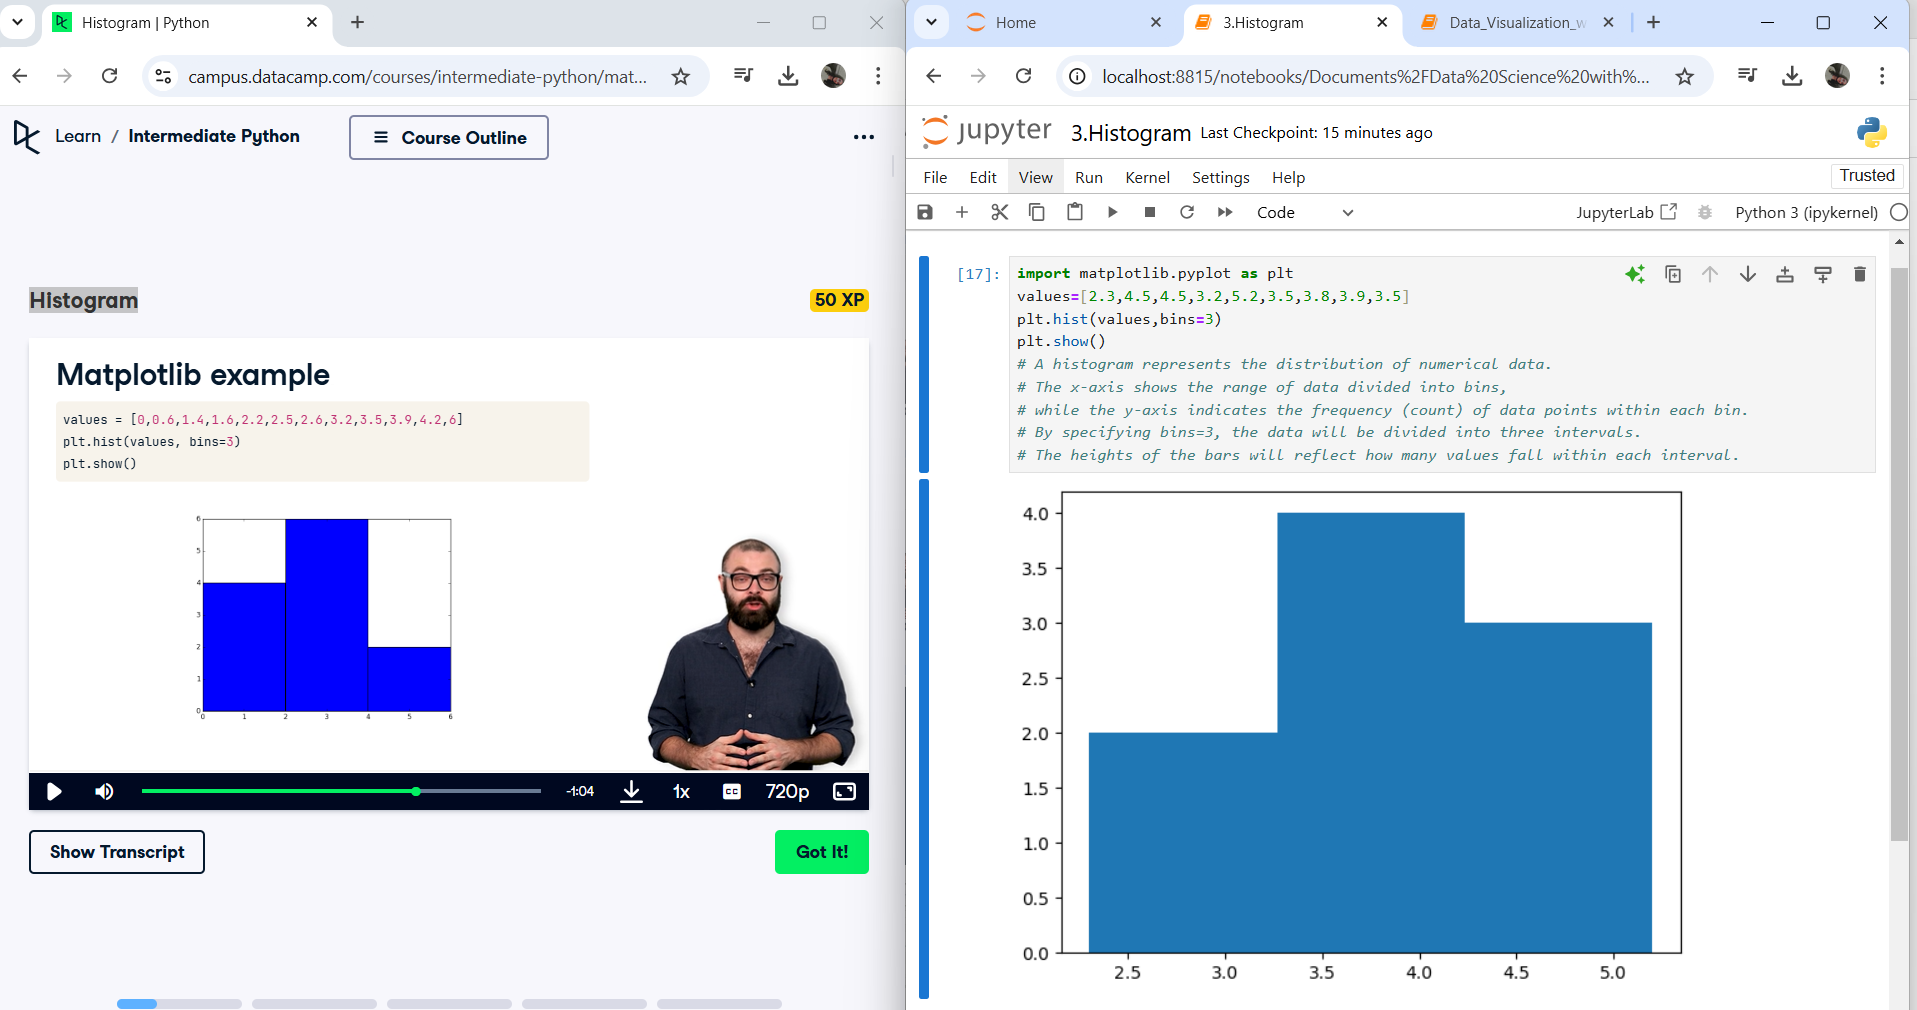 Histogram | Python
campus.datacamp.com/courses/intermediate-python/mat...
Learn / Intermediate Python
Course Outline
Histogram
50 XP
Matplotlib example
values = [0,0.6,1.4,1.6,2.2,2.5,2.6,3.2,3.5,3.9,4.2,6]
plt.hist(values, bins=3)
plt.show()
6
5
4
3
2
1
0
0 1 2 3 4 5 6
-1:04
1x
CC
720p
Show Transcript
Got It!
Home
3.Histogram
Data_Visualization_w
localhost:8815/notebooks/Documents%2FData%20Science%20with%...
jupyter
3.Histogram
Last Checkpoint: 15 minutes ago
File Edit View Run Kernel Settings Help
Trusted
Code
JupyterLab
Python 3 (ipykernel)
[17]:
import matplotlib.pyplot as plt
values=[2.3,4.5,4.5,3.2,5.2,3.5,3.8,3.9,3.5]
plt.hist(values,bins=3)
plt.show()
# A histogram represents the distribution of numerical data.
# The x-axis shows the range of data divided into bins,
# while the y-axis indicates the frequency (count) of data points within each bin.
# By specifying bins=3, the data will be divided into three intervals.
# The heights of the bars will reflect how many values fall within each interval.
4.0
3.5
3.0
2.5
2.0
1.5
1.0
0.5
0.0
2.5 3.0 3.5 4.0 4.5 5.0